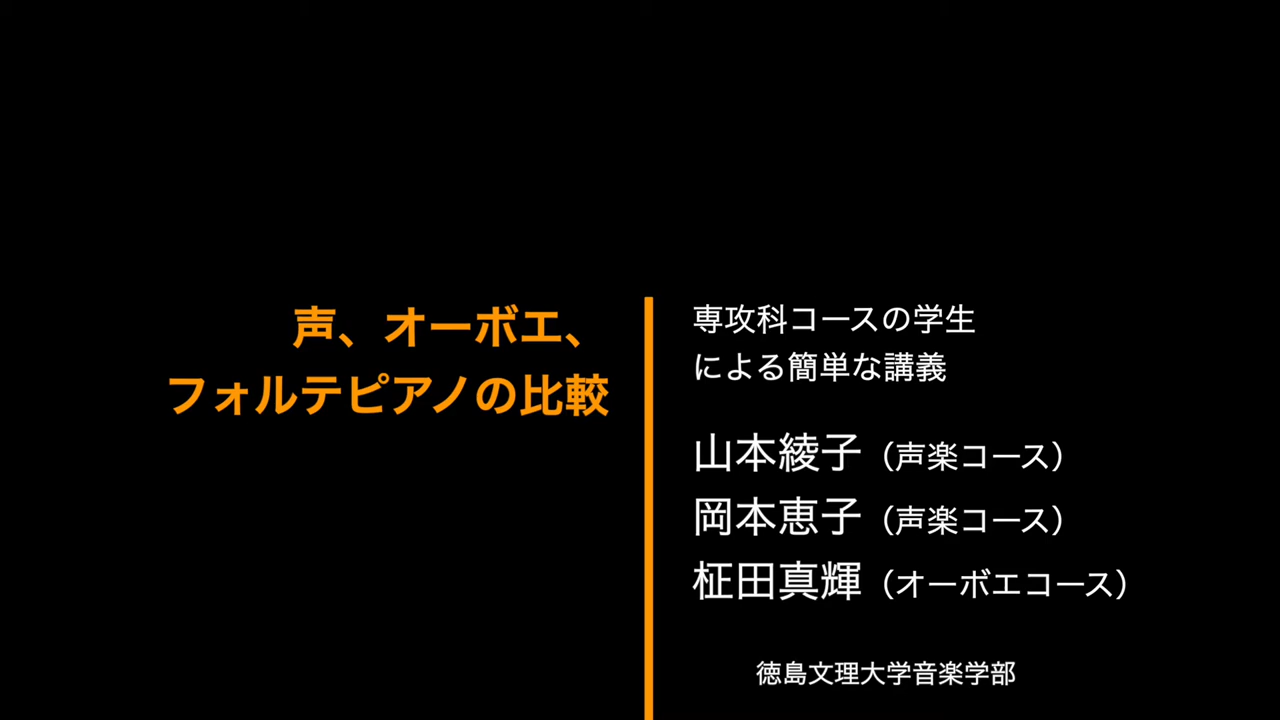 声、オーボエ、
フォルテピアノの比較
専攻科コースの学生
による簡単な講義
山本綾子（声楽コース）
岡本恵子（声楽コース）
柾田真輝（オーボエコース）
徳島文理大学音楽学部